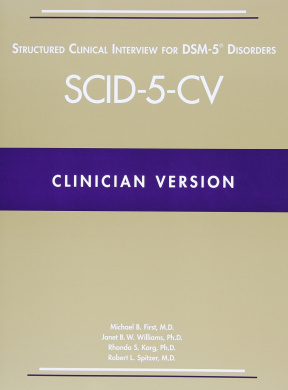 STRUCTURED CLINICAL INTERVIEW FOR DSM-5® DISORDERS
SCID-5-CV
CLINICIAN VERSION
Michael B. First, M.D.
Janet B. W. Williams, Ph.D.
Rhonda S. Karg, Ph.D.
Robert L. Spitzer, M.D.